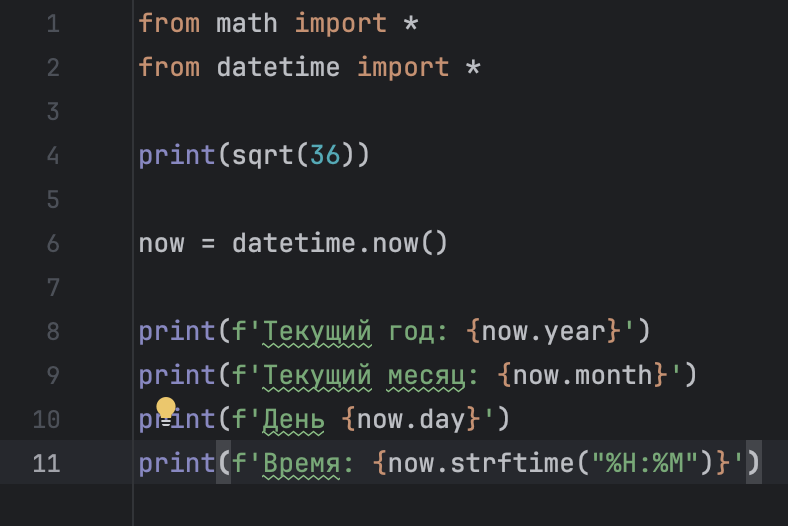 1 from math import *
2 from datetime import *
3
4 print(sqrt(36))
5
6 now = datetime.now()
7
8 print(f'Текущий год: {now.year}')
9 print(f'Текущий месяц: {now.month}')
10 print(f'День {now.day}')
11 print(f'Время: {now.strftime("%H:%M")}')